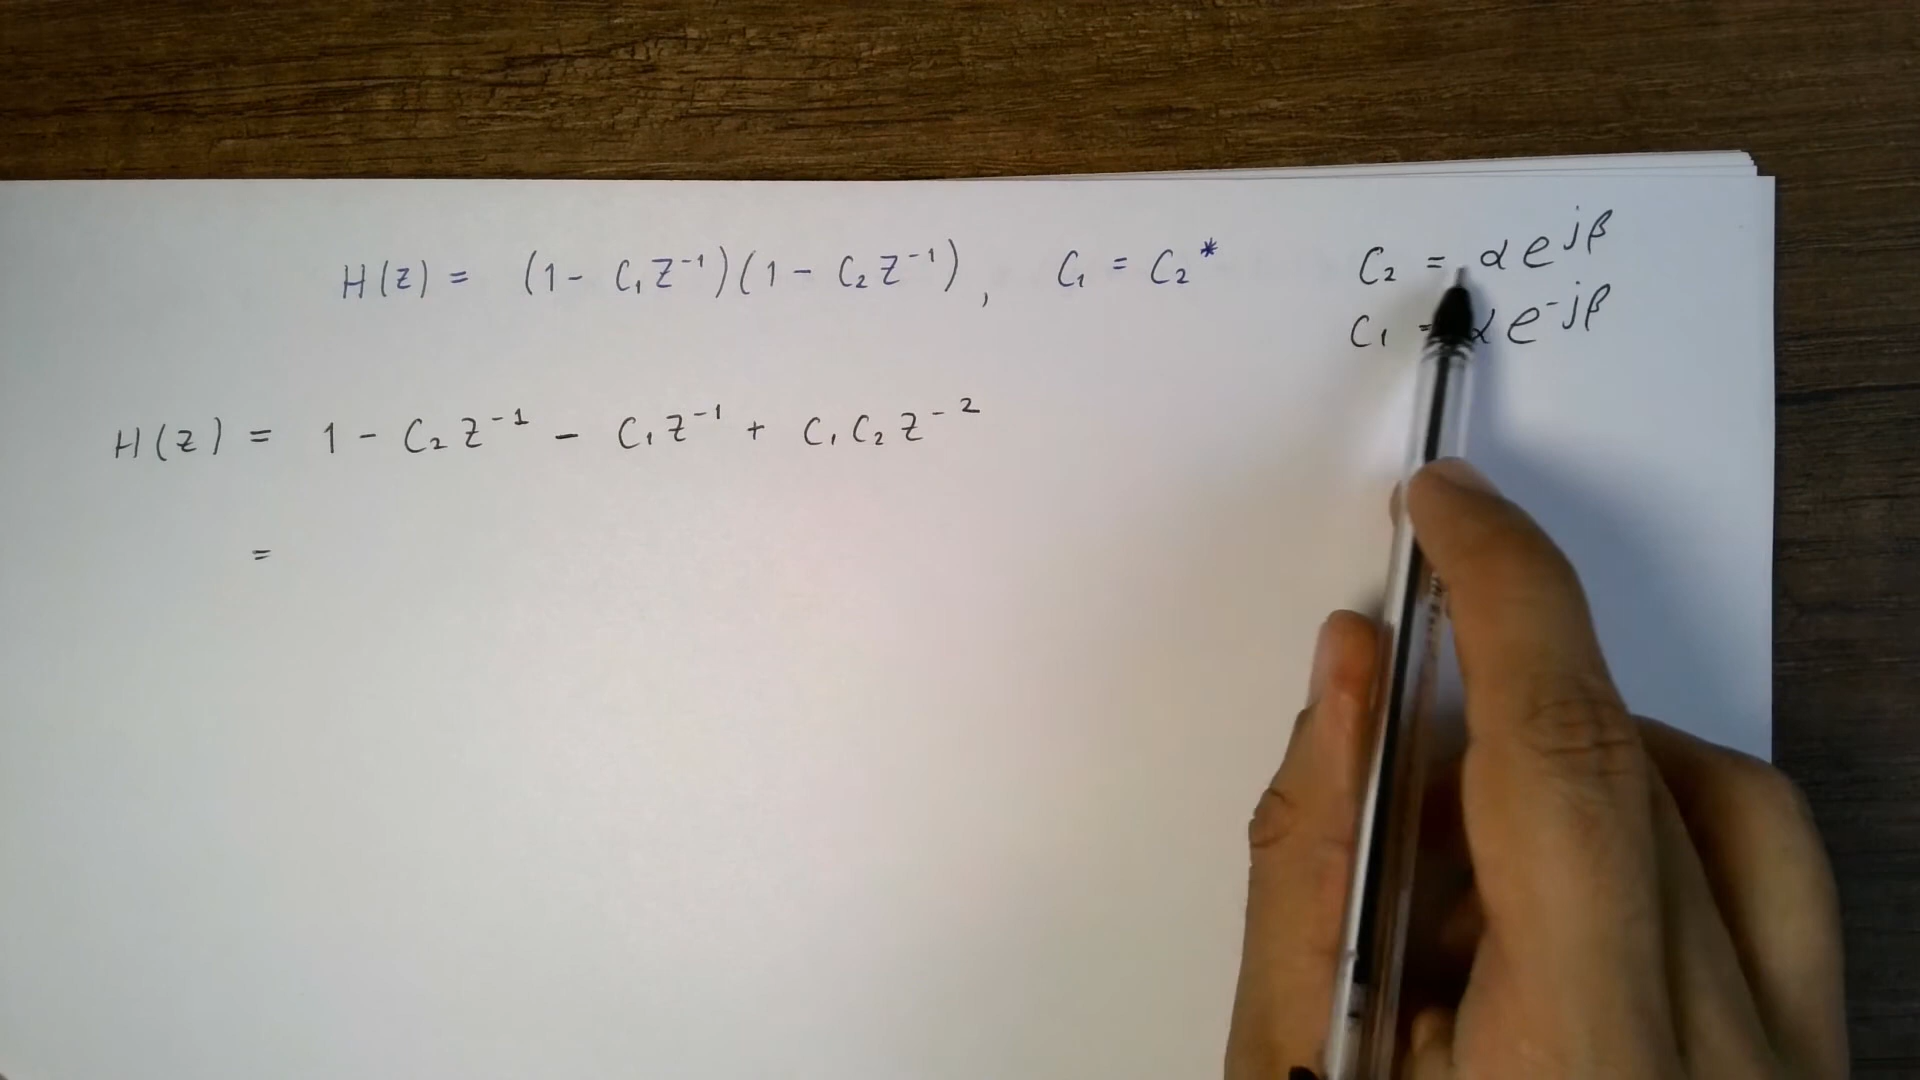 H(z) = (1 - C₁Z⁻¹)(1 - C₂Z⁻¹), C₁ = C₂*
C₂ = αe^jβ
C₁ = αe^-jβ
H(z) = 1 - C₂Z⁻¹ - C₁Z⁻¹ + C₁C₂Z⁻²
=